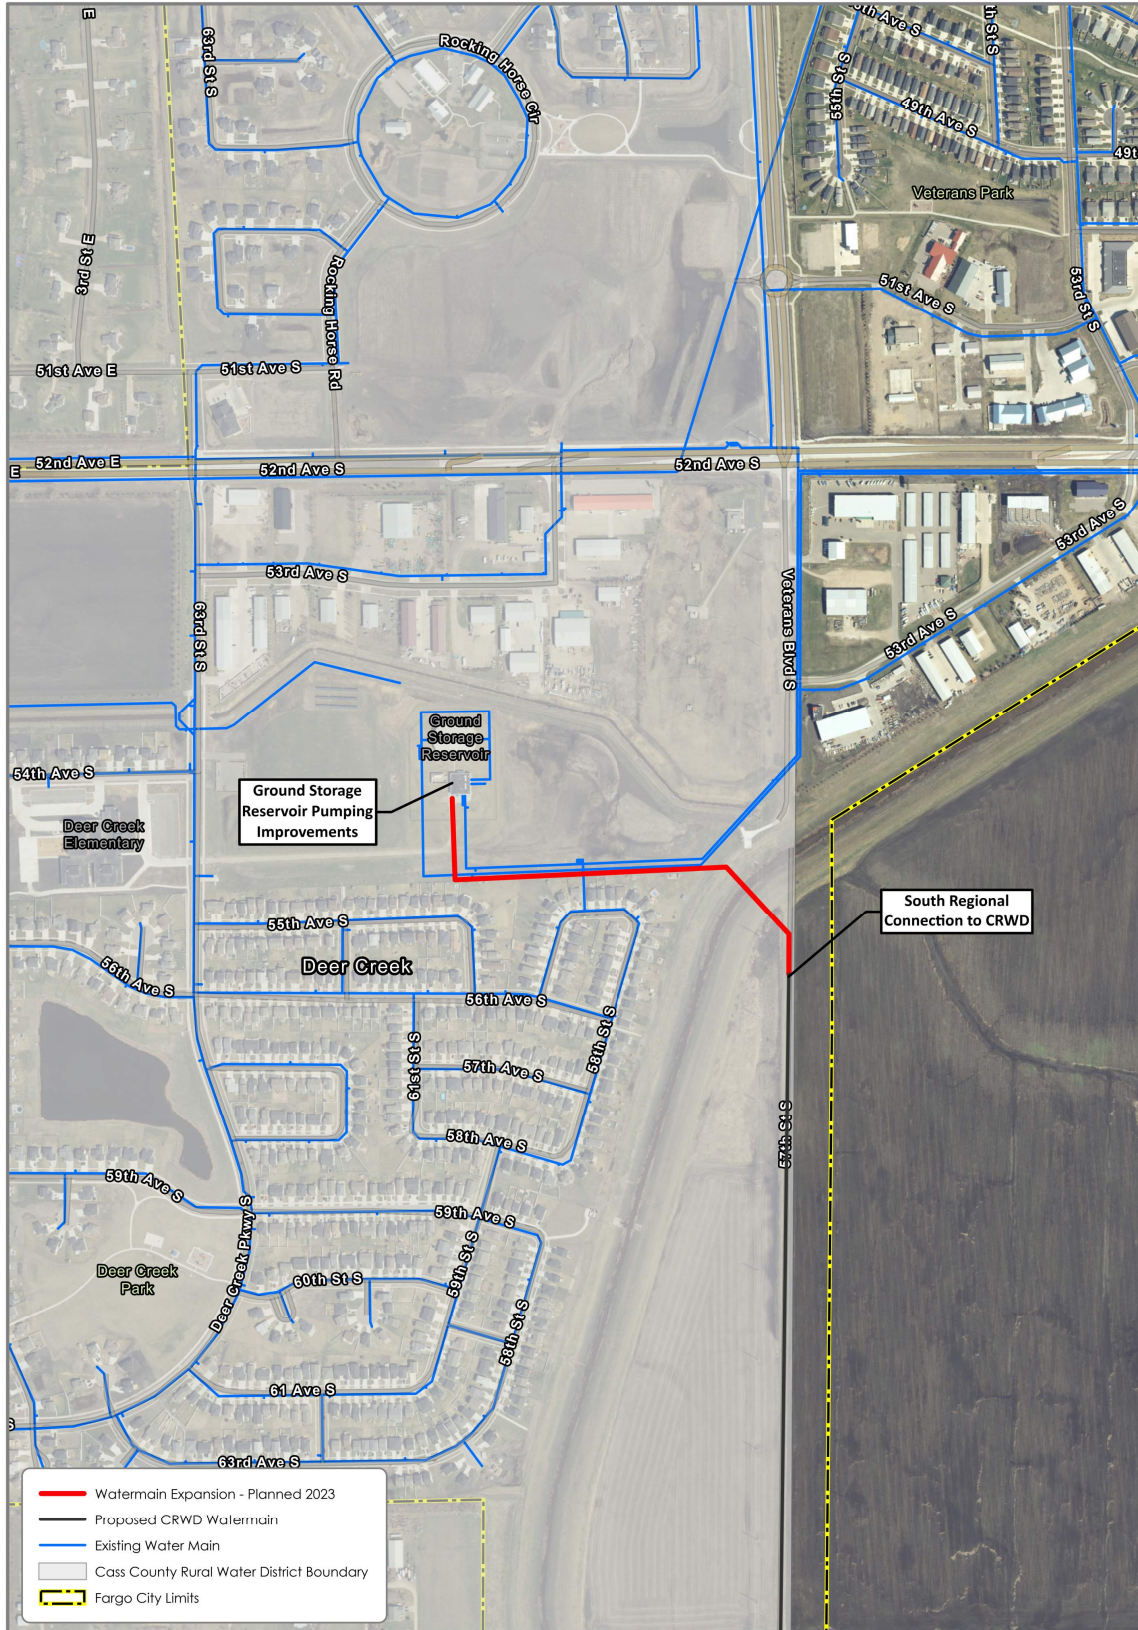 E
63rd St S
Rocking Horse Cir
55th St S
49th Ave S
Veterans Park
3rd St E
Rocking Horse Rd
51st Ave S
53rd St S
51st Ave E
51st Ave S
52nd Ave E
E
52nd Ave S
52nd Ave S
53rd Ave S
53rd Ave S
63rd St S
Veterans Blvd S
53rd Ave S
Ground
Storage
Reservoir
54th Ave S
Ground Storage
Reservoir Pumping
Improvements
Deer Creek
Elementary
South Regional
Connection to CRWD
55th Ave S
Deer Creek
56th Ave S
56th Ave S
58th St S
61st St S
57th Ave S
57th St S
58th Ave S
59th Ave S
59th Ave S
Deer Creek Pkwy S
59th St S
Deer Creek
Park
60th St S
58th St S
61 Ave S
S
63rd Ave S
Watermain Expansion - Planned 2023
Proposed CRWD Watermain
Existing Water Main
Cass County Rural Water District Boundary
Fargo City Limits